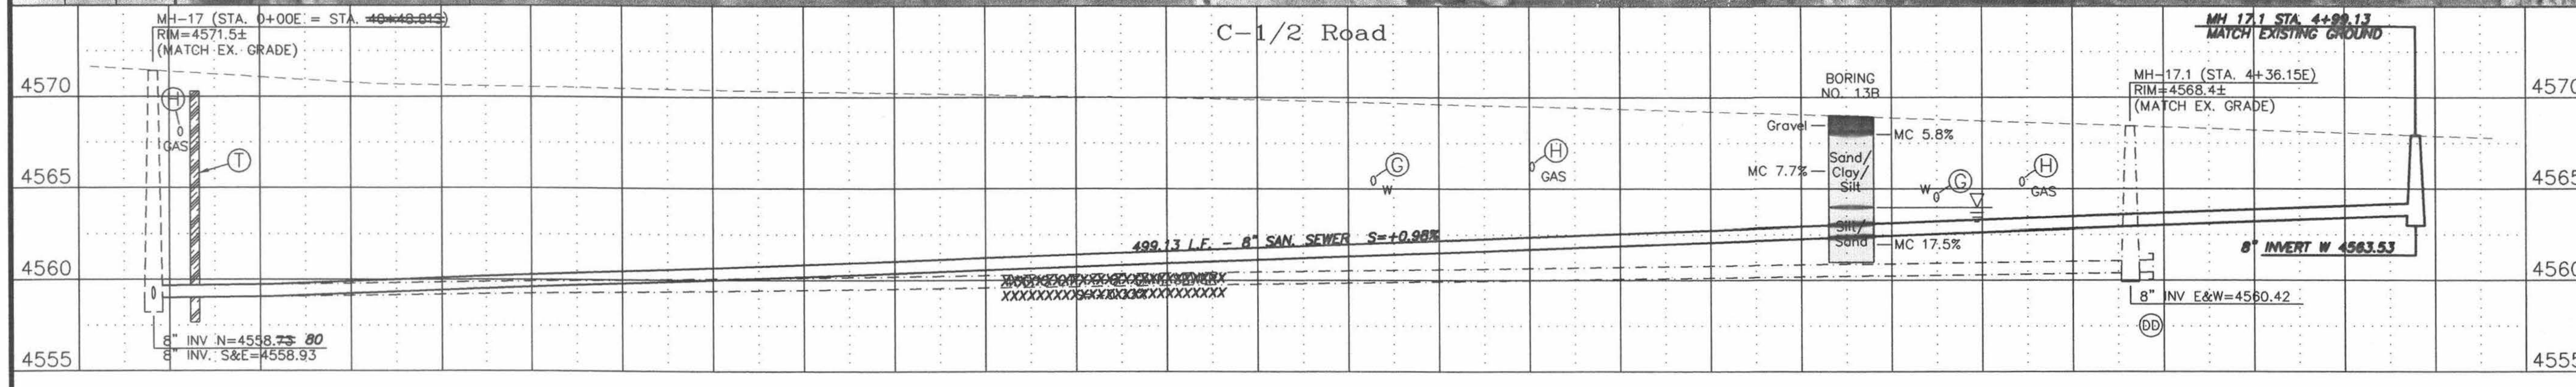 MH-17 (STA. 0+00E = STA.
RIM=4571.5±
(MATCH EX. GRADE)
C-1/2 Road
MH 17.1 STA. 4+99.13
MATCH EXISTING GROUND
MH-17.1 (STA. 4+36.15E)
RIM=4568.4±
(MATCH EX. GRADE)
BORING
NO. 13B
4570
4570
H
GAS
T
Gravel
MC 5.8%
Sand/
Clay/
Silt
MC 7.7%
G
W
H
GAS
W
G
H
GAS
4565
4565
Silt/
Sand
MC 17.5%
499.13 L.F. - 8" SAN. SEWER S=+0.98%
8" INVERT W 4563.53
4560
4560
8" INV E&W=4560.42
DD
8" INV N=4558.73 80
8" INV. S&E=4558.93
4555
4555